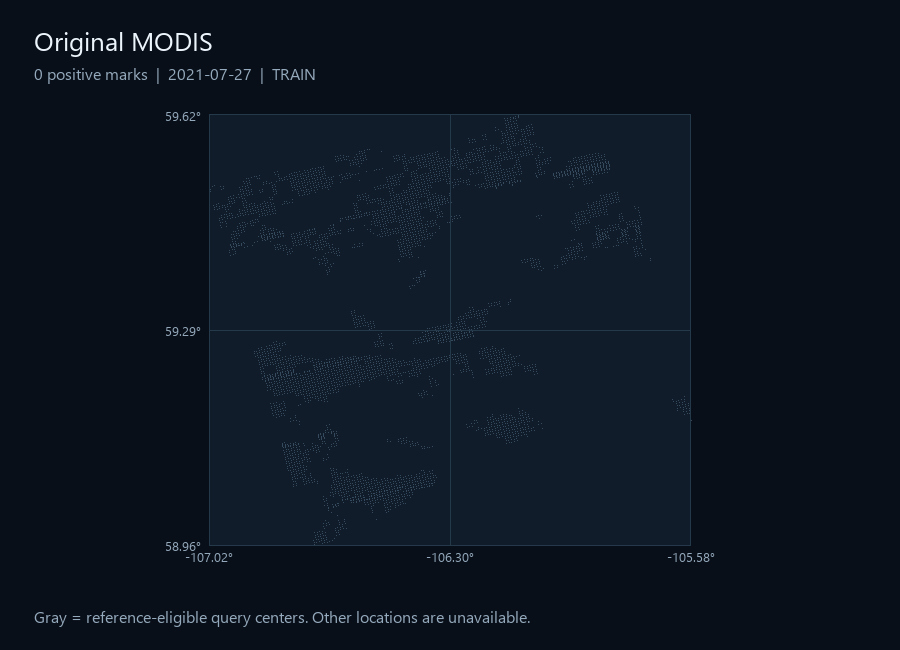 Original MODIS
0 positive marks | 2021-07-27 | TRAIN
59.62°
59.29°
58.96°
-107.02°
-106.30°
-105.58°
Gray = reference-eligible query centers. Other locations are unavailable.